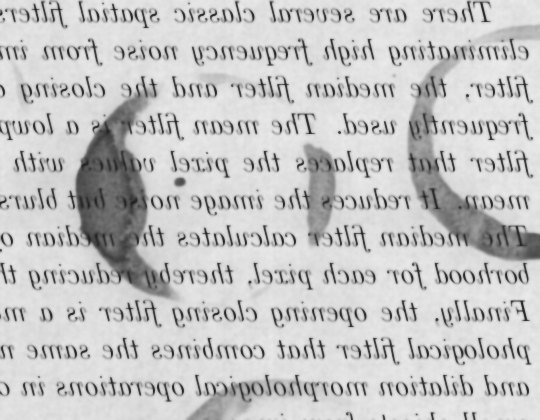 There are several classic spatial filters
eliminating high frequency noise from
filter, the median filter and the closing
frequently used. The mean filter is a
filter that replaces the pixel values with
mean. It reduces the image noise but blurs
The median filter calculates the median
borhood for each pixel, thereby reducing
Finally, the opening closing filter is a
phological filter that combines the same
and dilation morphological operations in